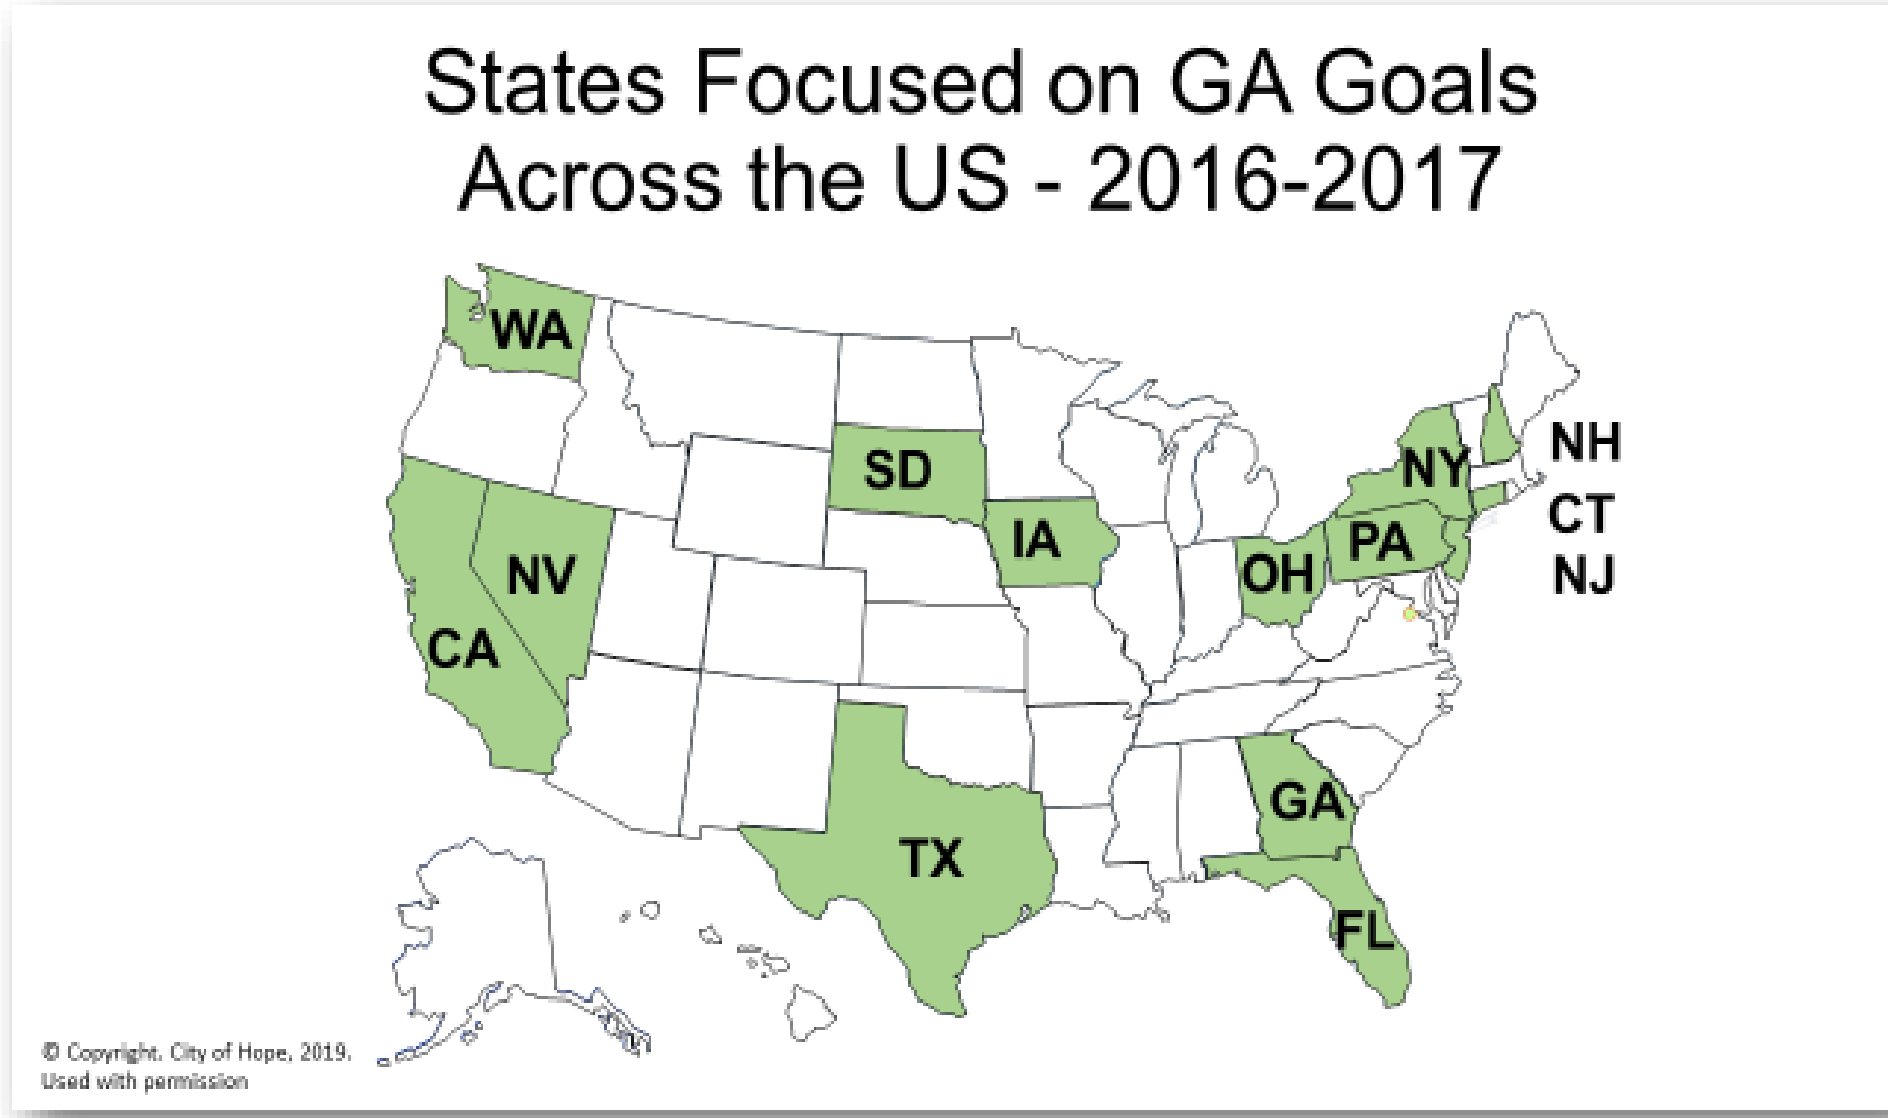 States Focused on GA Goals
Across the US - 2016-2017
WA
NH
SD
NY
CT
IA
PA
NV
OH
NJ
CA
GA
TX
FL
© Copyright. City of Hope, 2019.
Used with permission